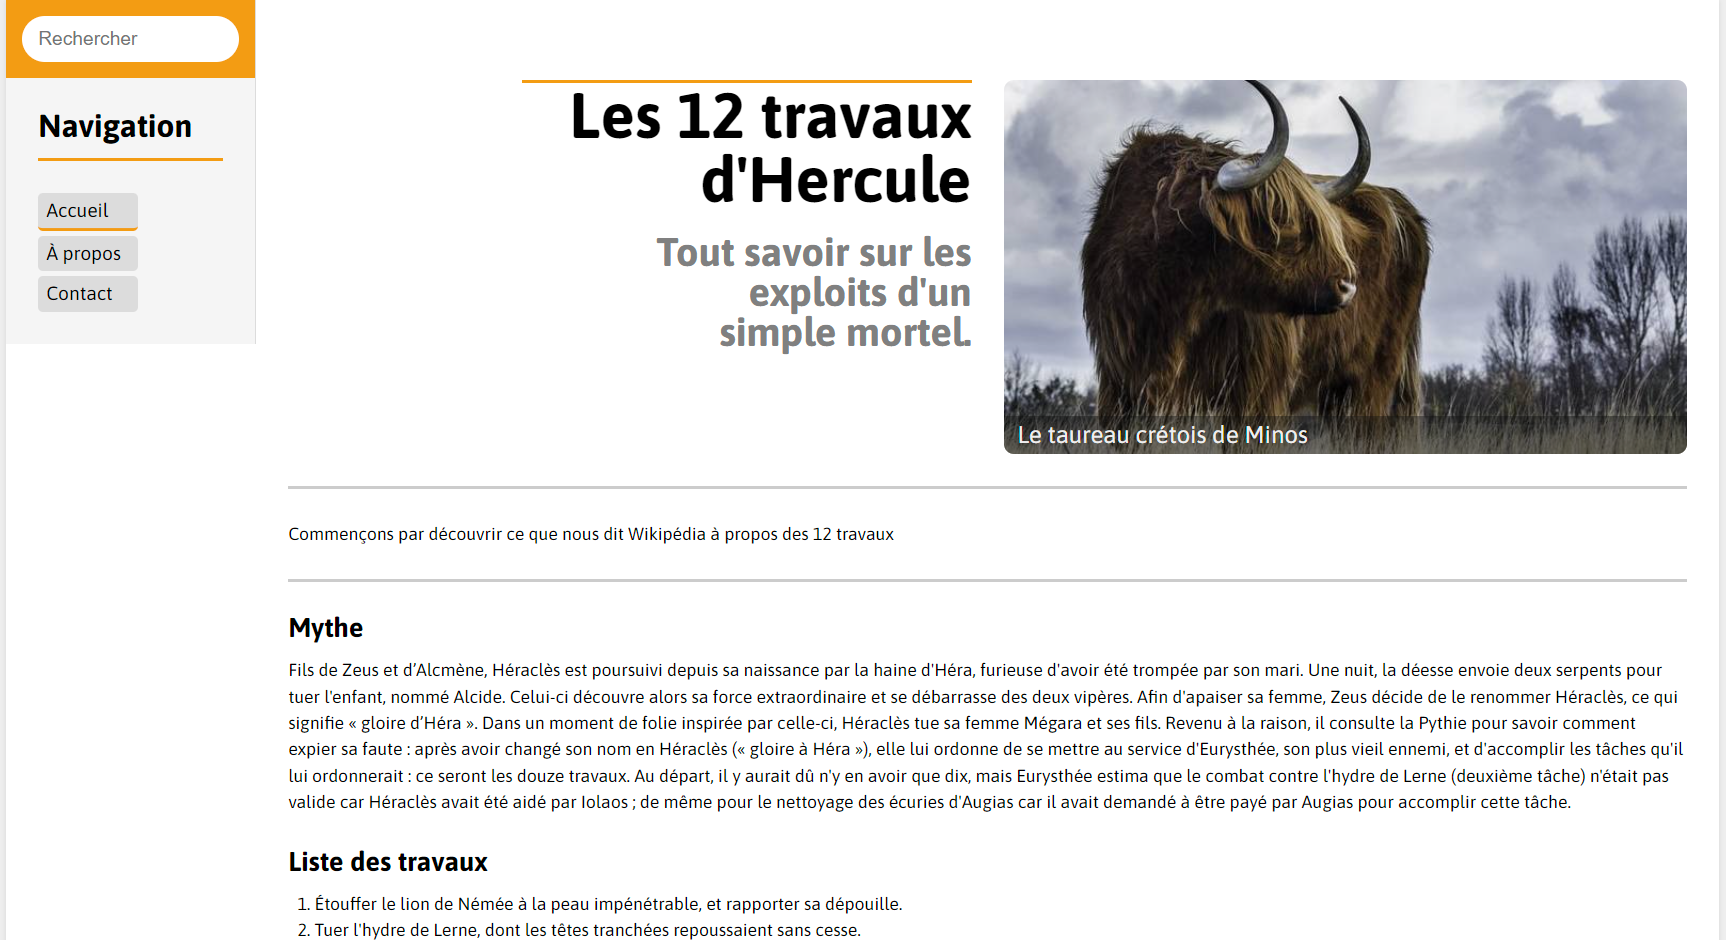 Rechercher
Navigation
Accueil
À propos
Contact
Les 12 travaux
d'Hercule
Tout savoir sur les
exploits d'un
simple mortel.
Le taureau crétois de Minos
Commençons par découvrir ce que nous dit Wikipédia à propos des 12 travaux
Mythe
Fils de Zeus et d’Alcmène, Héraclès est poursuivi depuis sa naissance par la haine d'Héra, furieuse d'avoir été trompée par son mari. Une nuit, la déesse envoie deux serpents pour
tuer l'enfant, nommé Alcide. Celui-ci découvre alors sa force extraordinaire et se débarrasse des deux vipères. Afin d'apaiser sa femme, Zeus décide de le renommer Héraclès, ce qui
signifie « gloire d’Héra ». Dans un moment de folie inspirée par celle-ci, Héraclès tue sa femme Mégara et ses fils. Revenu à la raison, il consulte la Pythie pour savoir comment
expier sa faute : après avoir changé son nom en Héraclès (« gloire à Héra »), elle lui ordonne de se mettre au service d'Eurysthée, son plus vieil ennemi, et d'accomplir les tâches qu'il
lui ordonnerait : ce seront les douze travaux. Au départ, il y aurait dû n'y en avoir que dix, mais Eurysthée estima que le combat contre l'hydre de Lerne (deuxième tâche) n'était pas
valide car Héraclès avait été aidé par Iolaos ; de même pour le nettoyage des écuries d'Augias car il avait demandé à être payé par Augias pour accomplir cette tâche.
Liste des travaux
1. Étouffer le lion de Némée à la peau impénétrable, et rapporter sa dépouille.
2. Tuer l'hydre de Lerne, dont les têtes tranchées repoussaient sans cesse.